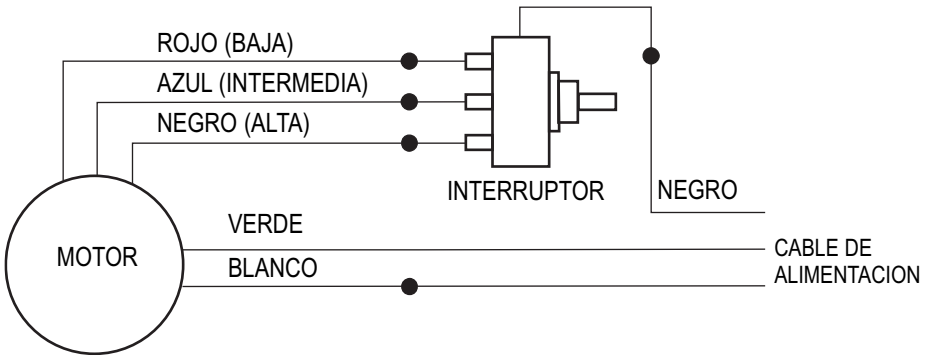 ROJO (BAJA)
AZUL (INTERMEDIA)
NEGRO (ALTA)
INTERRUPTOR
NEGRO
VERDE
MOTOR
BLANCO
CABLE DE
ALIMENTACION